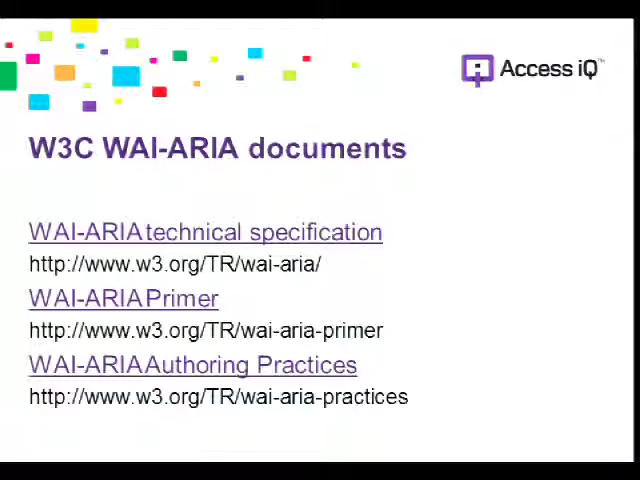 Access iQ™
W3C WAI-ARIA documents
WAI-ARIA technical specification
http://www.w3.org/TR/wai-aria/
WAI-ARIA Primer
http://www.w3.org/TR/wai-aria-primer
WAI-ARIA Authoring Practices
http://www.w3.org/TR/wai-aria-practices